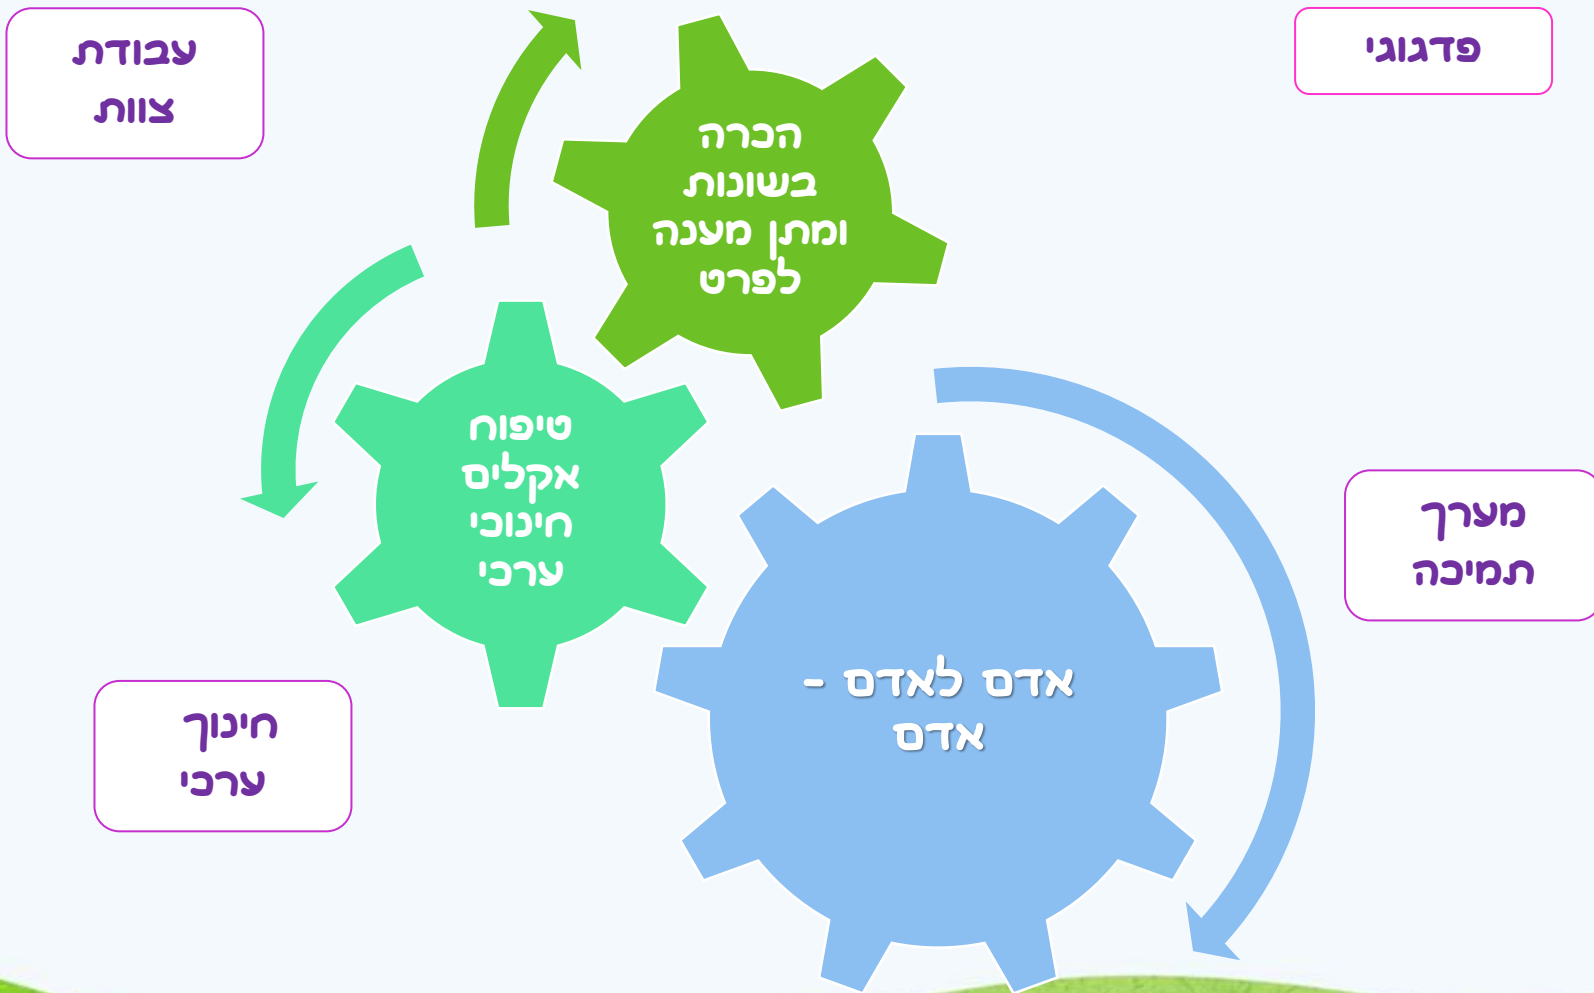 פדגוגי
עבודת
צוות
הכרה
בשונות
ומתן מענה
לפרט
טיפוח
אקלים
חינוכי
ערכי
מערך
תמיכה
אדם לאדם -
אדם
חינוך
ערכי